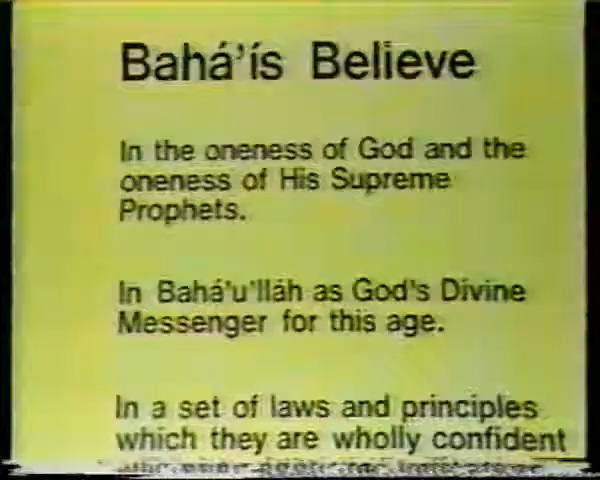 Bahá'ís Believe
In the oneness of God and the
oneness of His Supreme
Prophets.
In Bahá'u'lláh as God's Divine
Messenger for this age.
In a set of laws and principles
which they are wholly confident